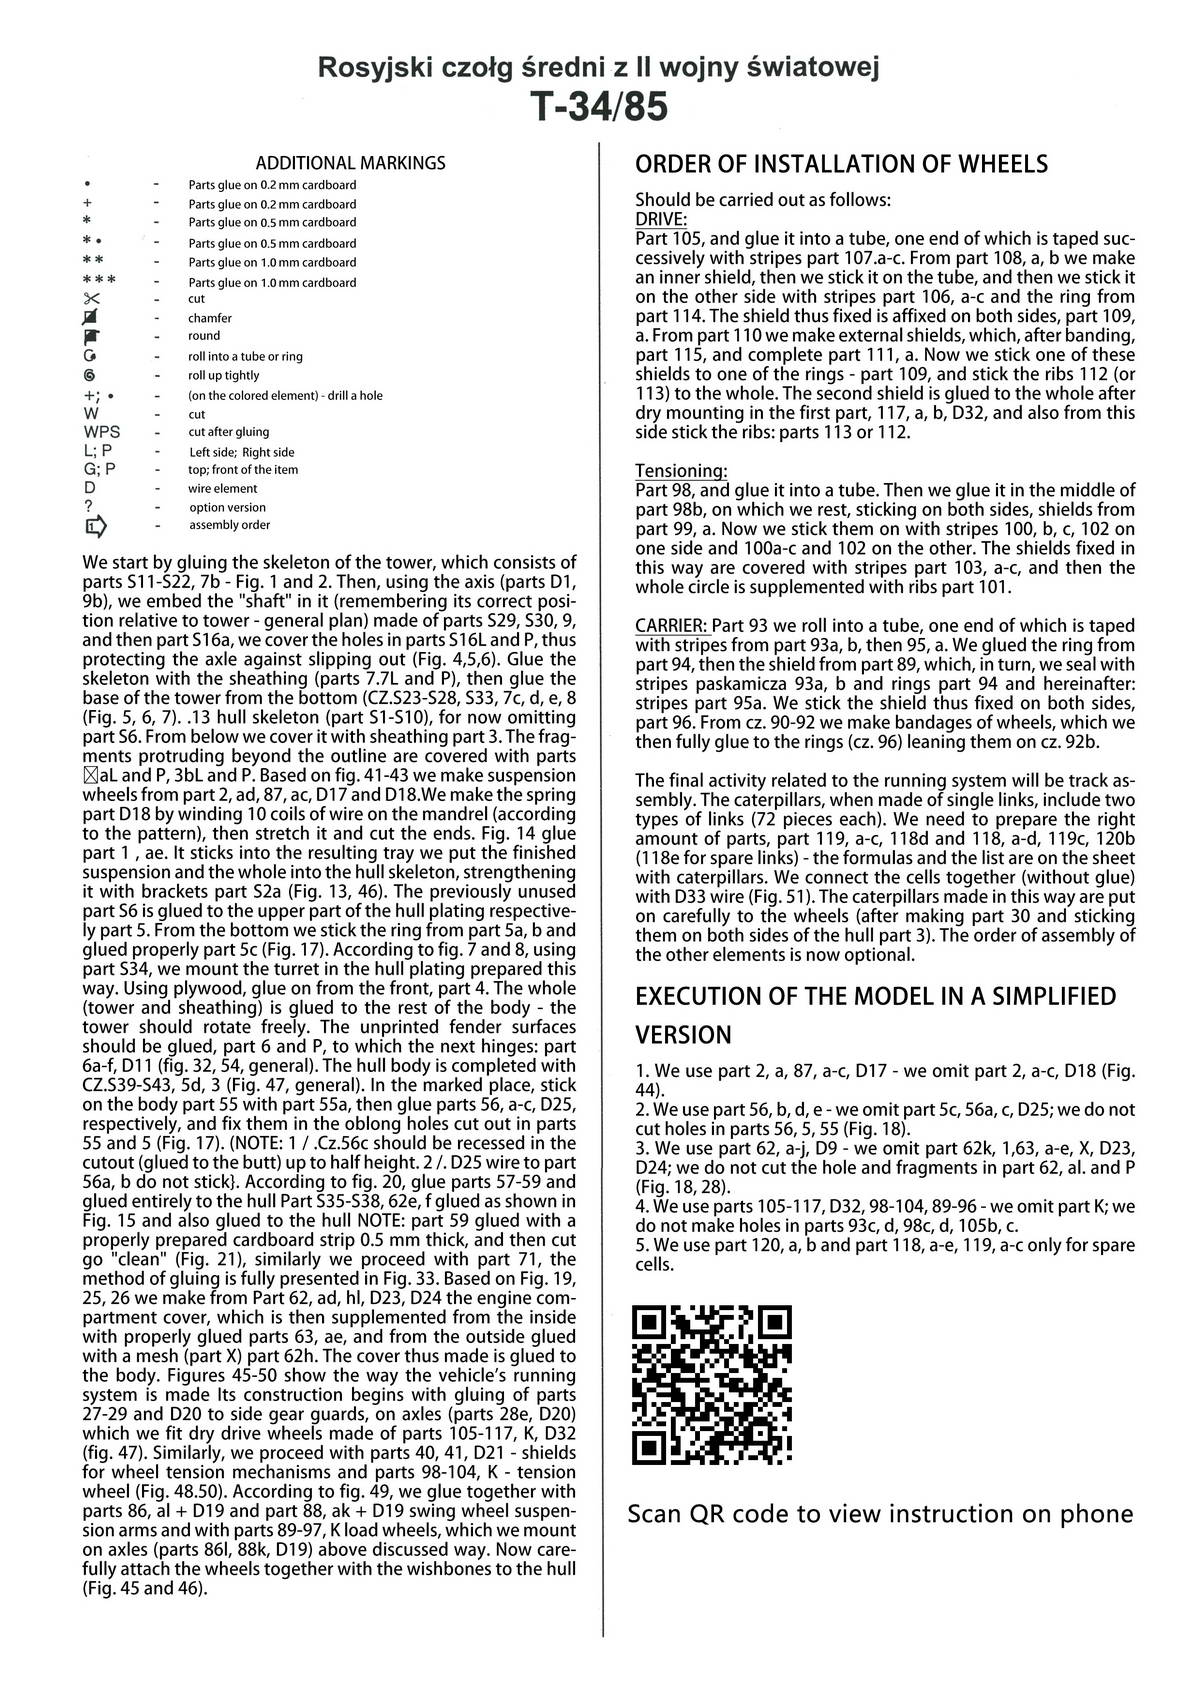 Rosyjski czołg średni z II wojny światowej
T-34/85
ADDITIONAL MARKINGS
• - Parts glue on 0.2 mm cardboard
+ - Parts glue on 0.2 mm cardboard
* - Parts glue on 0.5 mm cardboard
* • - Parts glue on 0.5 mm cardboard
* * - Parts glue on 1.0 mm cardboard
* * * - Parts glue on 1.0 mm cardboard
- cut
- chamfer
- round
- roll into a tube or ring
- roll up tightly
+; • - (on the colored element) - drill a hole
W - cut
WPS - cut after gluing
L; P - Left side; Right side
G; P - top; front of the item
D - wire element
? - option version
1 - assembly order
We start by gluing the skeleton of the tower, which consists of
parts S11-S22, 7b - Fig. 1 and 2. Then, using the axis (parts D1,
9b), we embed the "shaft" in it (remembering its correct posi-
tion relative to tower - general plan) made of parts S29, S30, 9,
and then part S16a, we cover the holes in parts S16L and P, thus
protecting the axle against slipping out (Fig. 4,5,6). Glue the
skeleton with the sheathing (parts 7.7L and P), then glue the
base of the tower from the bottom (CZ.S23-S28, S33, 7c, d, e, 8
(Fig. 5, 6, 7). .13 hull skeleton (part S1-S10), for now omitting
part S6. From below we cover it with sheathing part 3. The frag-
ments protruding beyond the outline are covered with parts
aL and P, 3bL and P. Based on fig. 41-43 we make suspension
wheels from part 2, ad, 87, ac, D17 and D18.We make the spring
part D18 by winding 10 coils of wire on the mandrel (according
to the pattern), then stretch it and cut the ends. Fig. 14 glue
part 1 , ae. It sticks into the resulting tray we put the finished
suspension and the whole into the hull skeleton, strengthening
it with brackets part S2a (Fig. 13, 46). The previously unused
part S6 is glued to the upper part of the hull plating respective-
ly part 5. From the bottom we stick the ring from part 5a, b and
glued properly part 5c (Fig. 17). According to fig. 7 and 8, using
part S34, we mount the turret in the hull plating prepared this
way. Using plywood, glue on from the front, part 4. The whole
(tower and sheathing) is glued to the rest of the body - the
tower should rotate freely. The unprinted fender surfaces
should be glued, part 6 and P, to which the next hinges: part
6a-f, D11 (fig. 32, 54, general). The hull body is completed with
CZ.S39-S43, 5d, 3 (Fig. 47, general). In the marked place, stick
on the body part 55 with part 55a, then glue parts 56, a-c, D25,
respectively, and fix them in the oblong holes cut out in parts
55 and 5 (Fig. 17). (NOTE: 1 / .Cz.56c should be recessed in the
cutout (glued to the butt) up to half height. 2 /. D25 wire to part
56a, b do not stick}. According to fig. 20, glue parts 57-59 and
glued entirely to the hull Part S35-S38, 62e, f glued as shown in
Fig. 15 and also glued to the hull NOTE: part 59 glued with a
properly prepared cardboard strip 0.5 mm thick, and then cut
go "clean" (Fig. 21), similarly we proceed with part 71, the
method of gluing is fully presented in Fig. 33. Based on Fig. 19,
25, 26 we make from Part 62, ad, hl, D23, D24 the engine com-
partment cover, which is then supplemented from the inside
with properly glued parts 63, ae, and from the outside glued
with a mesh (part X) part 62h. The cover thus made is glued to
the body. Figures 45-50 show the way the vehicle's running
system is made Its construction begins with gluing of parts
27-29 and D20 to side gear guards, on axles (parts 28e, D20)
which we fit dry drive wheels made of parts 105-117, K, D32
(fig. 47). Similarly, we proceed with parts 40, 41, D21 - shields
for wheel tension mechanisms and parts 98-104, K - tension
wheel (Fig. 48.50). According to fig. 49, we glue together with
parts 86, al + D19 and part 88, ak + D19 swing wheel suspen-
sion arms and with parts 89-97, K load wheels, which we mount
on axles (parts 86l, 88k, D19) above discussed way. Now care-
fully attach the wheels together with the wishbones to the hull
(Fig. 45 and 46).
ORDER OF INSTALLATION OF WHEELS
Should be carried out as follows:
DRIVE:
Part 105, and glue it into a tube, one end of which is taped suc-
cessively with stripes part 107.a-c. From part 108, a, b we make
an inner shield, then we stick it on the tube, and then we stick it
on the other side with stripes part 106, a-c and the ring from
part 114. The shield thus fixed is affixed on both sides, part 109,
a. From part 110 we make external shields, which, after banding,
part 115, and complete part 111, a. Now we stick one of these
shields to one of the rings - part 109, and stick the ribs 112 (or
113) to the whole. The second shield is glued to the whole after
dry mounting in the first part, 117, a, b, D32, and also from this
side stick the ribs: parts 113 or 112.
Tensioning:
Part 98, and glue it into a tube. Then we glue it in the middle of
part 98b, on which we rest, sticking on both sides, shields from
part 99, a. Now we stick them on with stripes 100, b, c, 102 on
one side and 100a-c and 102 on the other. The shields fixed in
this way are covered with stripes part 103, a-c, and then the
whole circle is supplemented with ribs part 101.
CARRIER: Part 93 we roll into a tube, one end of which is taped
with stripes from part 93a, b, then 95, a. We glued the ring from
part 94, then the shield from part 89, which, in turn, we seal with
stripes paskamicza 93a, b and rings part 94 and hereinafter:
stripes part 95a. We stick the shield thus fixed on both sides,
part 96. From cz. 90-92 we make bandages of wheels, which we
then fully glue to the rings (cz. 96) leaning them on cz. 92b.
The final activity related to the running system will be track as-
sembly. The caterpillars, when made of single links, include two
types of links (72 pieces each). We need to prepare the right
amount of parts, part 119, a-c, 118d and 118, a-d, 119c, 120b
(118e for spare links) - the formulas and the list are on the sheet
with caterpillars. We connect the cells together (without glue)
with D33 wire (Fig. 51). The caterpillars made in this way are put
on carefully to the wheels (after making part 30 and sticking
them on both sides of the hull part 3). The order of assembly of
the other elements is now optional.
EXECUTION OF THE MODEL IN A SIMPLIFIED
VERSION
1. We use part 2, a, 87, a-c, D17 - we omit part 2, a-c, D18 (Fig.
44).
2. We use part 56, b, d, e - we omit part 5c, 56a, c, D25; we do not
cut holes in parts 56, 5, 55 (Fig. 18).
3. We use part 62, a-j, D9 - we omit part 62k, 1,63, a-e, X, D23,
D24; we do not cut the hole and fragments in part 62, al. and P
(Fig. 18, 28).
4. We use parts 105-117, D32, 98-104, 89-96 - we omit part K; we
do not make holes in parts 93c, d, 98c, d, 105b, c.
5. We use part 120, a, b and part 118, a-e, 119, a-c only for spare
cells.
Scan QR code to view instruction on phone